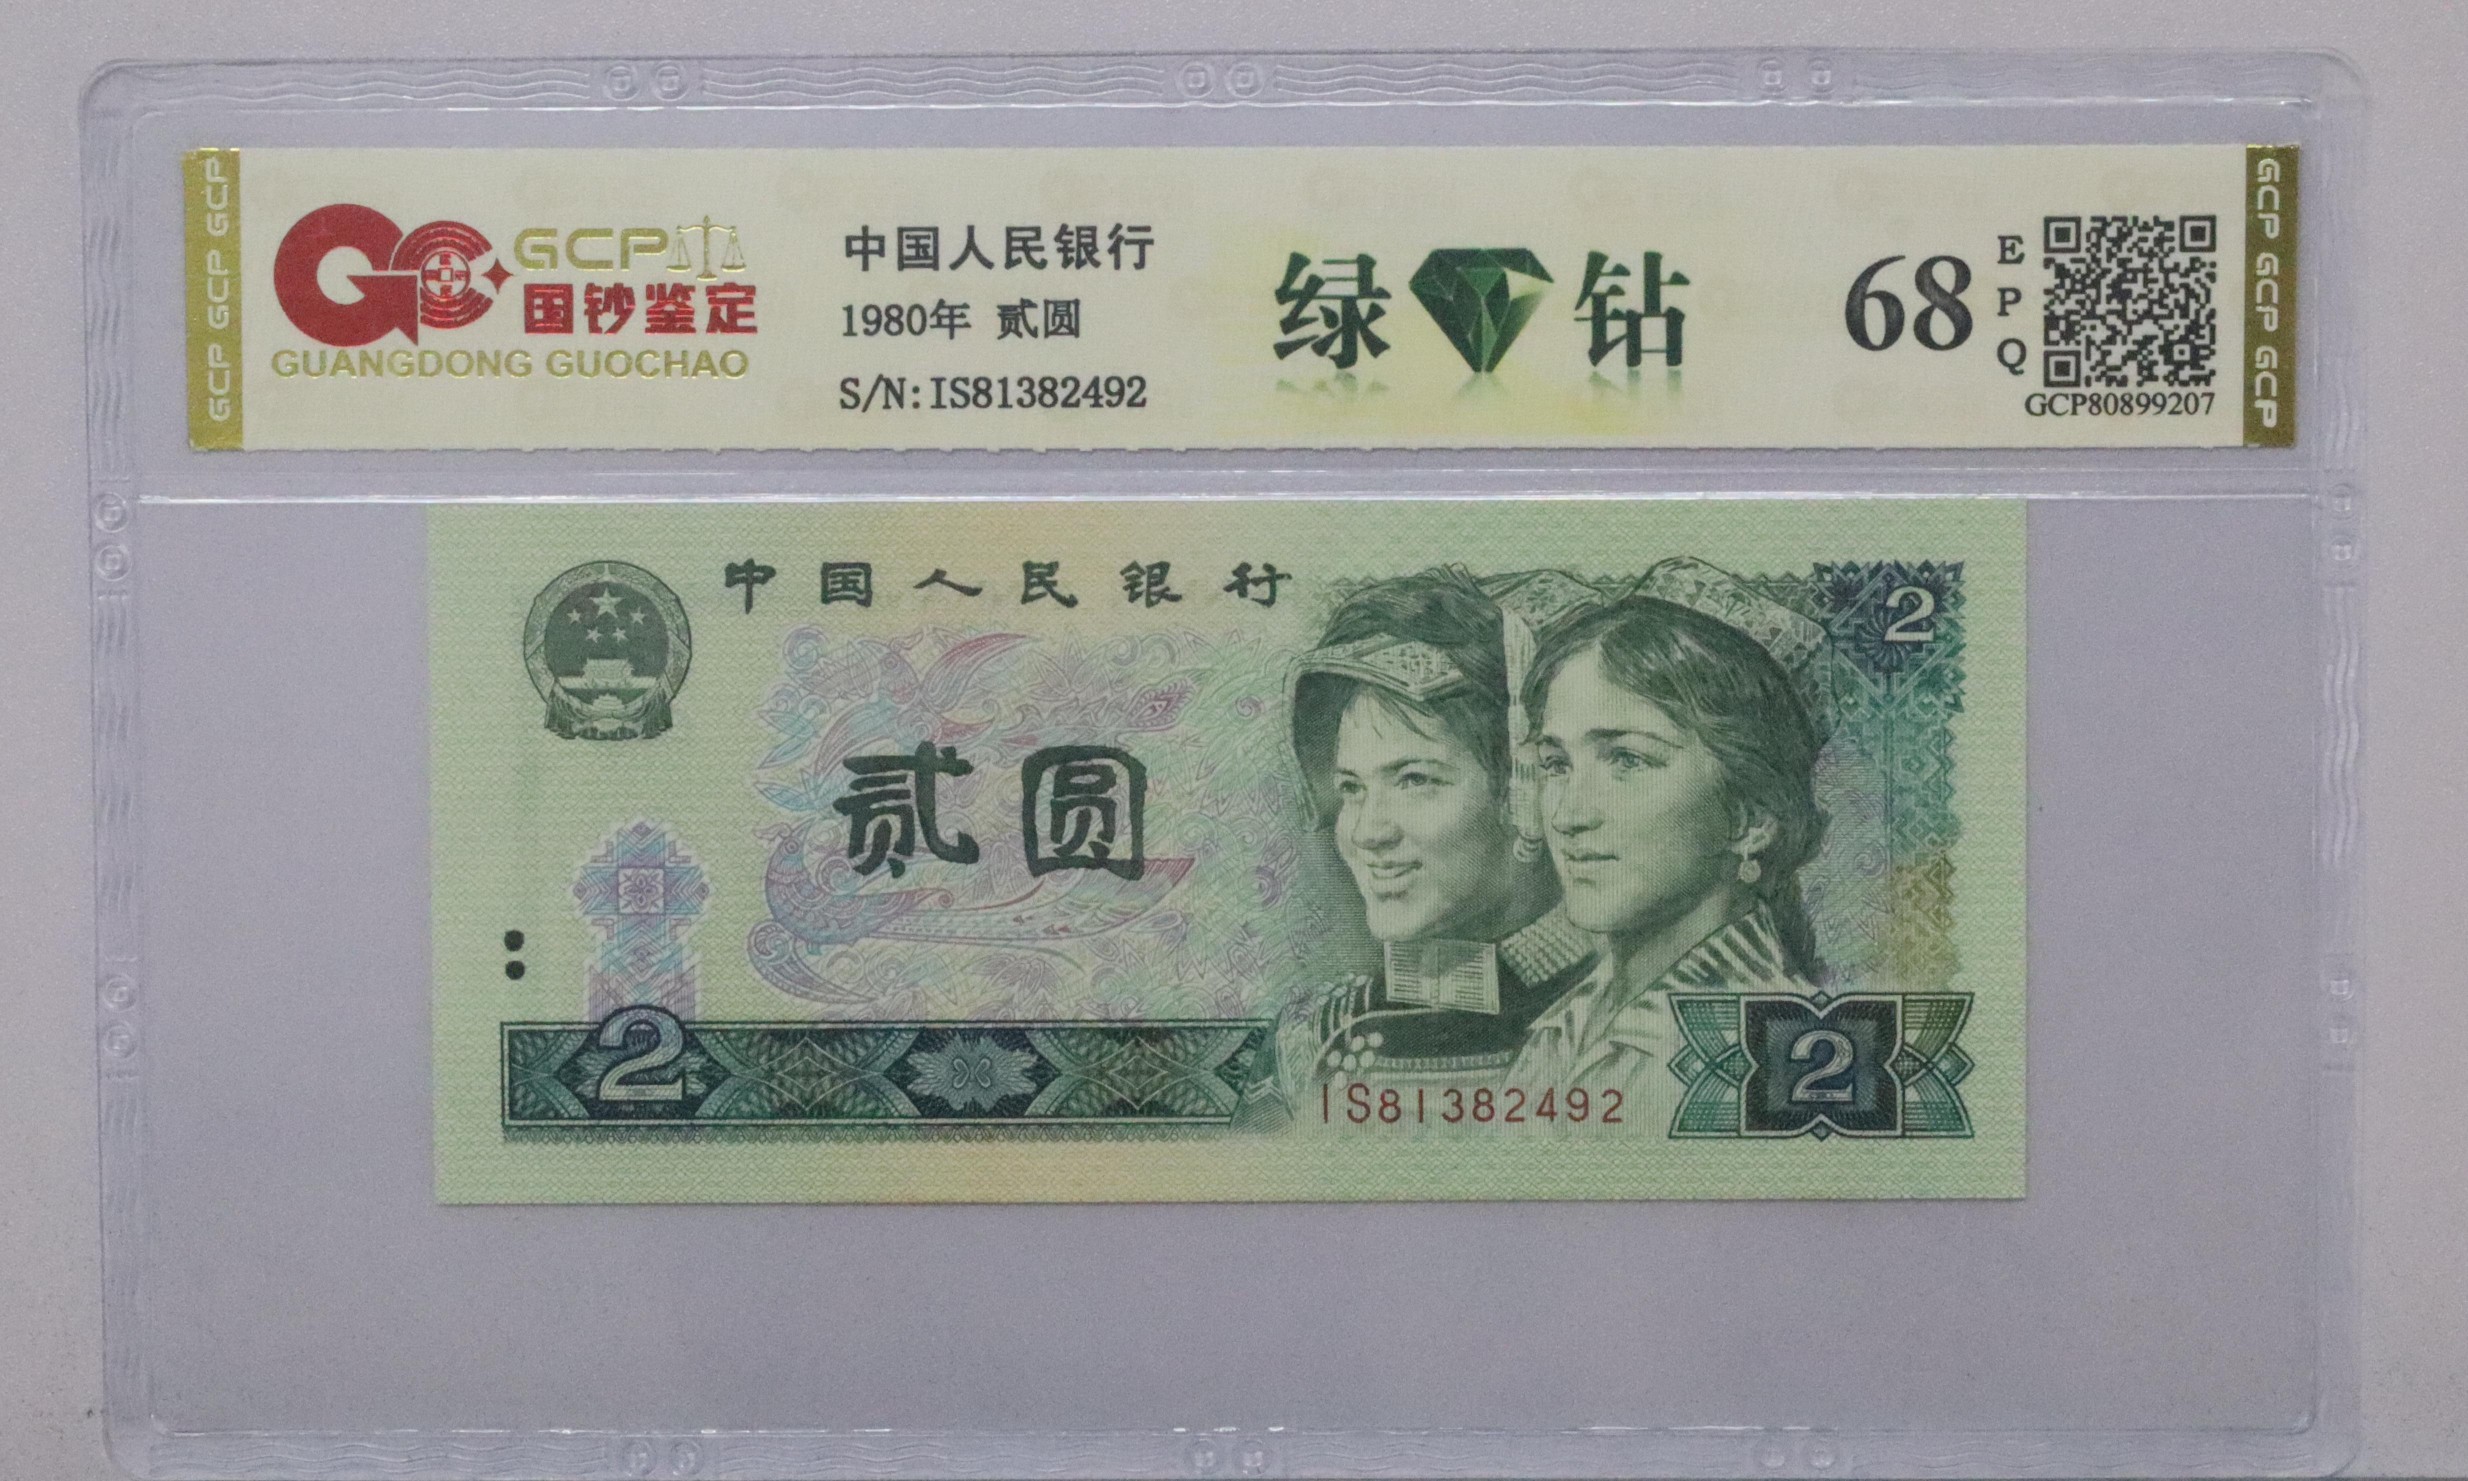 GCP GCP GCP
GCP
国钞鉴定
GUANGDONG GUOCHAO
中国人民银行
1980年 贰圆
S/N:IS81382492
绿钻
68
EPQ
GCP80899207
GCP GCP GCP
中国人民银行
2
贰圆
2
IS81382492
2